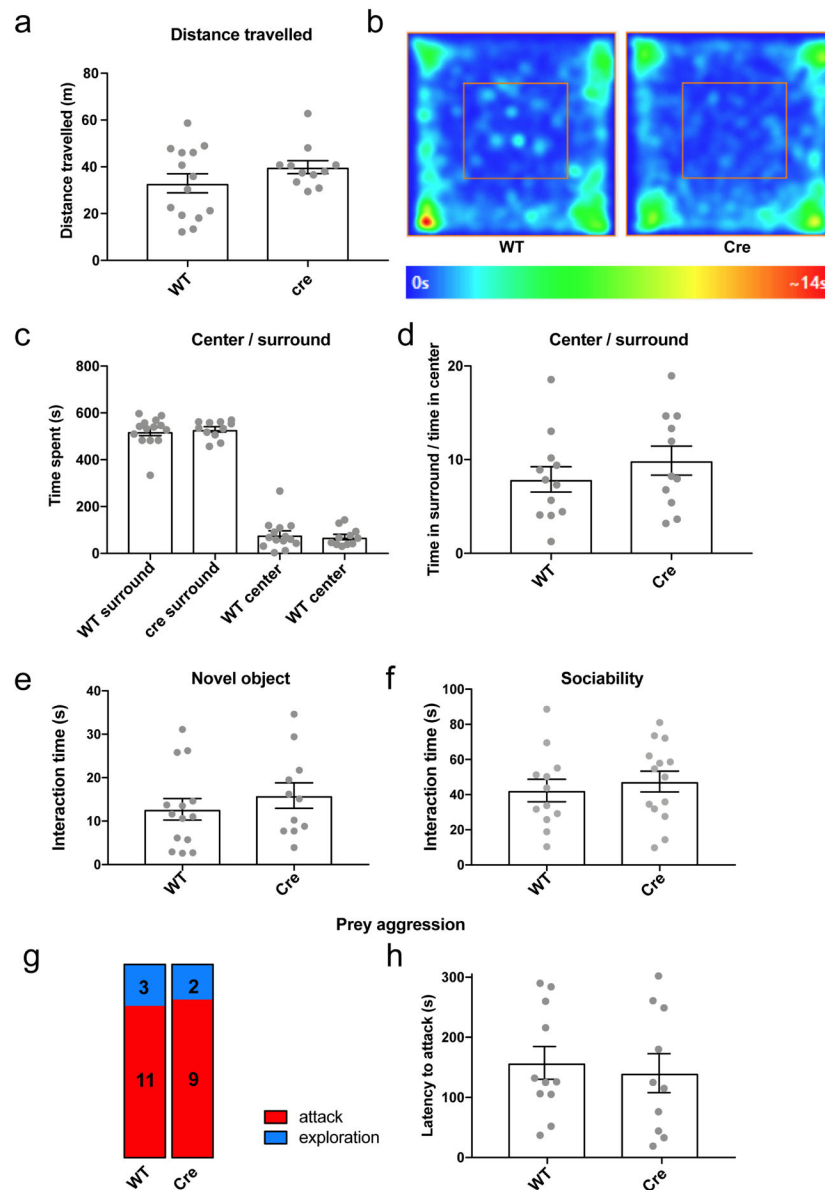 a
Distance travelled
Distance travelled (m)
80
60
40
20
0
WT
cre
b
WT
Cre
0s
~14s
c
Center / surround
Time spent (s)
800
600
400
200
0
WT surround
cre surround
WT center
WT center
d
Center / surround
Time in surround / time in center
20
10
0
WT
Cre
e
Novel object
Interaction time (s)
40
30
20
10
0
WT
Cre
f
Sociability
Interaction time (s)
100
80
60
40
20
0
WT
Cre
Prey aggression
g
3
2
11
9
WT
Cre
attack
exploration
h
Latency to attack (s)
300
200
100
0
WT
Cre